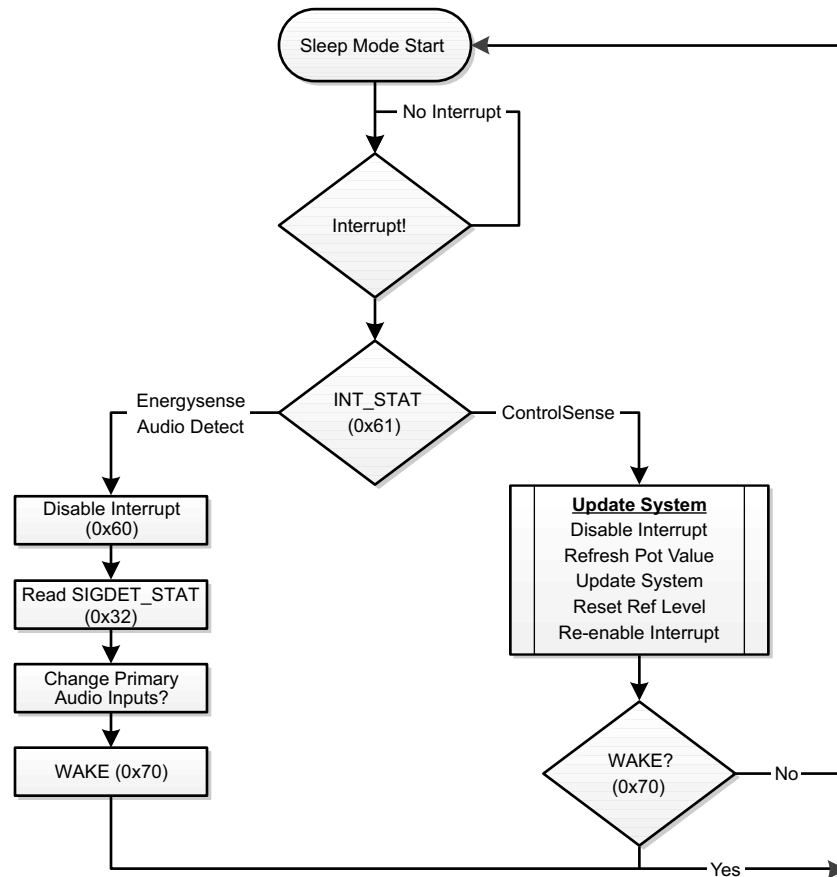 Sleep Mode Start
No Interrupt
Interrupt!
INT_STAT
(0x61)
Energysense
Audio Detect
ControlSense
Disable Interrupt
(0x60)
Read SIGDET_STAT
(0x32)
Change Primary
Audio Inputs?
WAKE (0x70)
Update System
Disable Interrupt
Refresh Pot Value
Update System
Reset Ref Level
Re-enable Interrupt
WAKE?
(0x70)
No
Yes